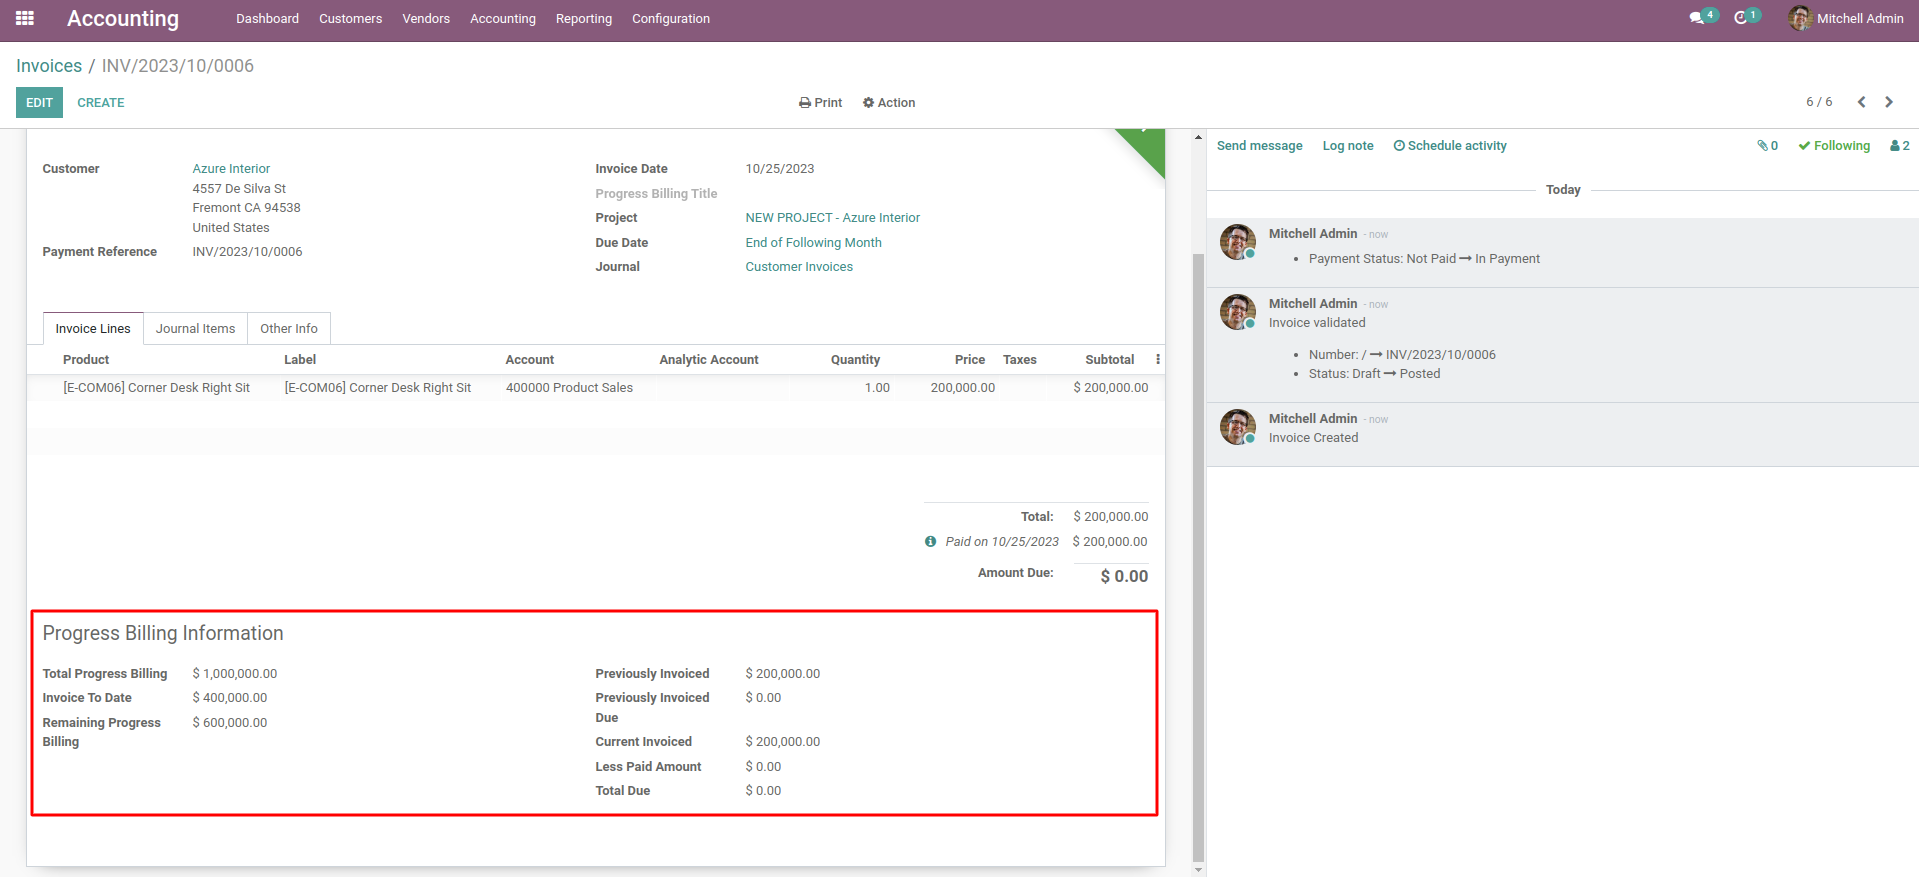 Accounting Dashboard Customers Vendors Accounting Reporting Configuration 4 1 Mitchell Admin
Invoices / INV/2023/10/0006
EDIT CREATE Print Action 6 / 6
Customer Azure Interior
4557 De Silva St
Fremont CA 94538
United States
Payment Reference INV/2023/10/0006
Invoice Date 10/25/2023
Progress Billing Title
Project NEW PROJECT - Azure Interior
Due Date End of Following Month
Journal Customer Invoices
Invoice Lines Journal Items Other Info
Product Label Account Analytic Account Quantity Price Taxes Subtotal
[E-COM06] Corner Desk Right Sit [E-COM06] Corner Desk Right Sit 400000 Product Sales 1.00 200,000.00 $ 200,000.00
Total: $ 200,000.00
Paid on 10/25/2023 $ 200,000.00
Amount Due: $ 0.00
Progress Billing Information
Total Progress Billing $ 1,000,000.00
Invoice To Date $ 400,000.00
Remaining Progress
Billing $ 600,000.00
Previously Invoiced $ 200,000.00
Previously Invoiced
Due $ 0.00
Current Invoiced $ 200,000.00
Less Paid Amount $ 0.00
Total Due $ 0.00
Send message Log note Schedule activity 0 Following 2
Today
Mitchell Admin - now
Payment Status: Not Paid → In Payment
Mitchell Admin - now
Invoice validated
Number: / → INV/2023/10/0006
Status: Draft → Posted
Mitchell Admin - now
Invoice Created